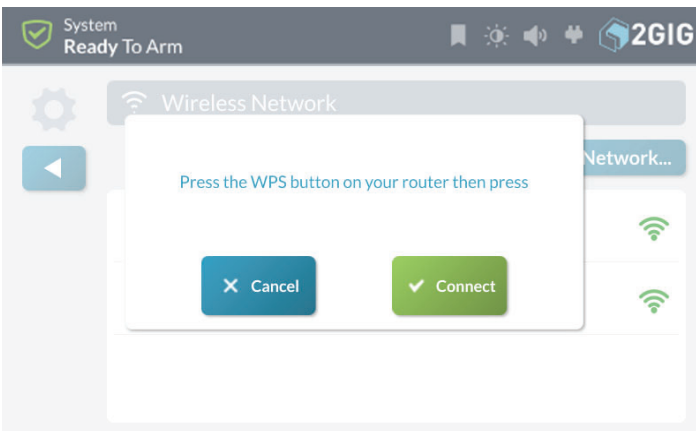 System
Ready To Arm
2GIG
Wireless Network
Network...
Press the WPS button on your router then press
Cancel
Connect